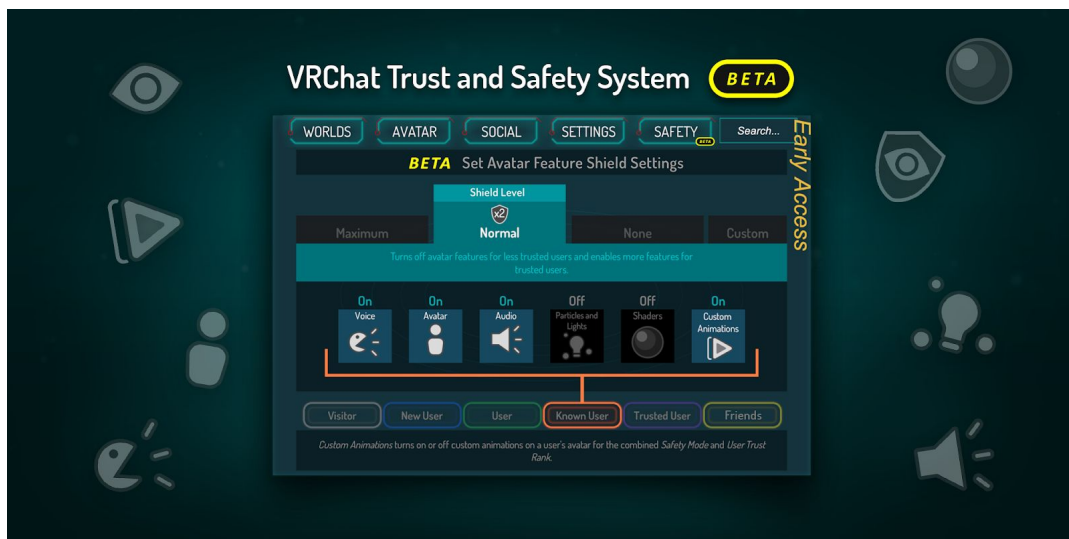 VRChat Trust and Safety System BETA
WORLDS AVATAR SOCIAL SETTINGS SAFETY BETA Search...
Early Access
BETA Set Avatar Feature Shield Settings
Shield Level
x2
Maximum Normal None Custom
Turns off avatar features for less trusted users and enables more features for
trusted users.
On On On Off Off On
Voice Avatar Audio Particles and Lights Shaders Custom Animations
Visitor New User User Known User Trusted User Friends
Custom Animations turns on or off custom animations on a user's avatar for the combined Safety Mode and User Trust
Rank.